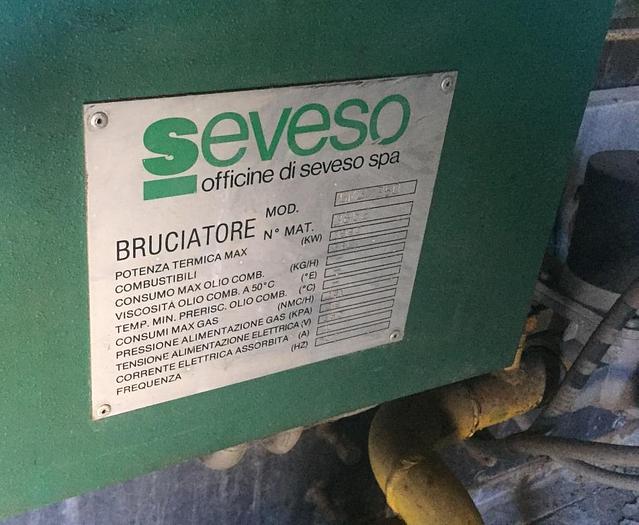 seveso
officine di seveso spa
BRUCIATORE MOD.
N° MAT.
POTENZA TERMICA MAX (KW)
COMBUSTIBILI
CONSUMO MAX OLIO COMB. (KG/H)
VISCOSITÀ OLIO COMB. A 50°C (°E)
TEMP. MIN. PRERISC. OLIO COMB. (°C)
CONSUMI MAX GAS (NMC/H)
PRESSIONE ALIMENTAZIONE GAS (KPA)
TENSIONE ALIMENTAZIONE ELETTRICA (V)
CORRENTE ELETTRICA ASSORBITA (A)
FREQUENZA (HZ)